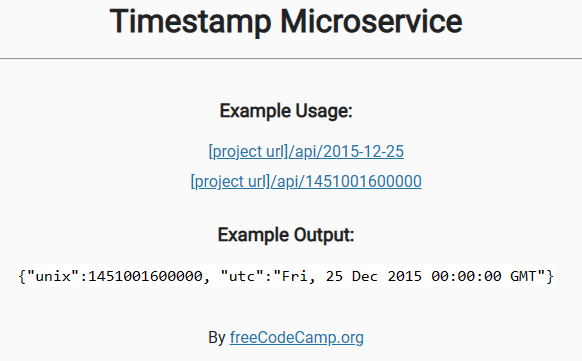 Timestamp Microservice
Example Usage:
[project url]/api/2015-12-25
[project url]/api/1451001600000
Example Output:
{"unix":1451001600000, "utc":"Fri, 25 Dec 2015 00:00:00 GMT"}
By freeCodeCamp.org